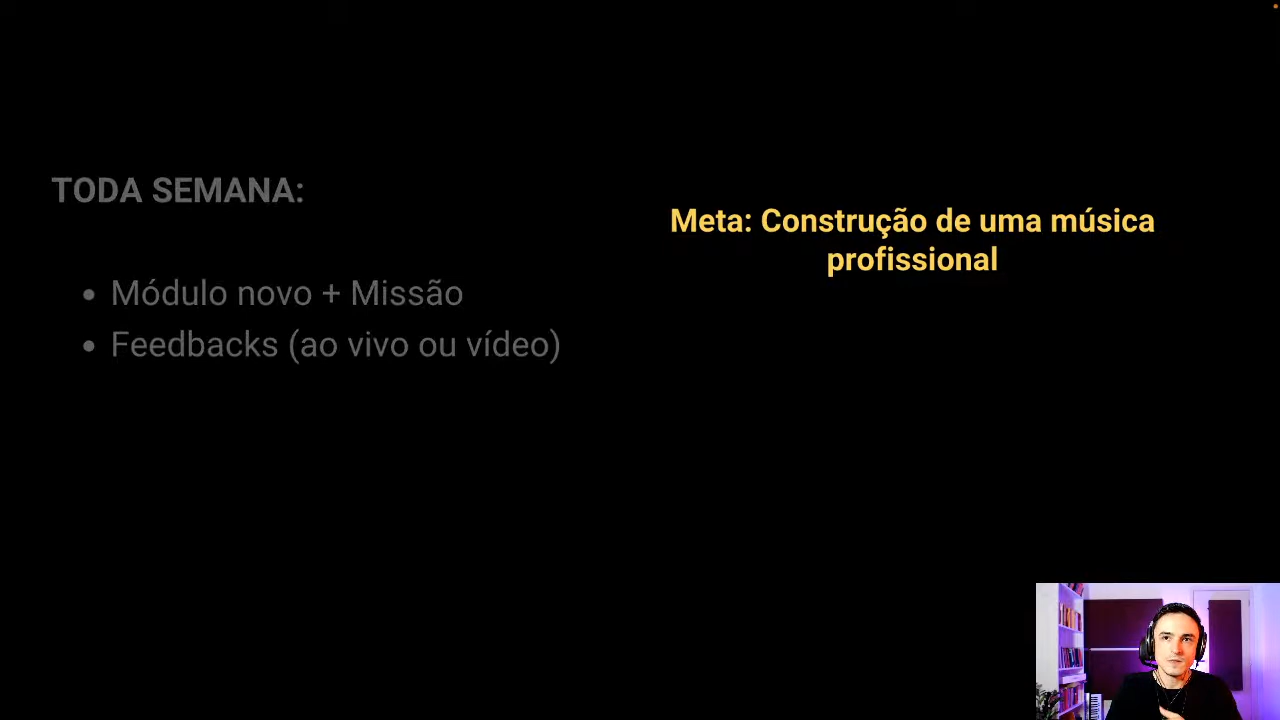 TODA SEMANA:
Módulo novo + Missão
Feedbacks (ao vivo ou vídeo)
Meta: Construção de uma música
profissional